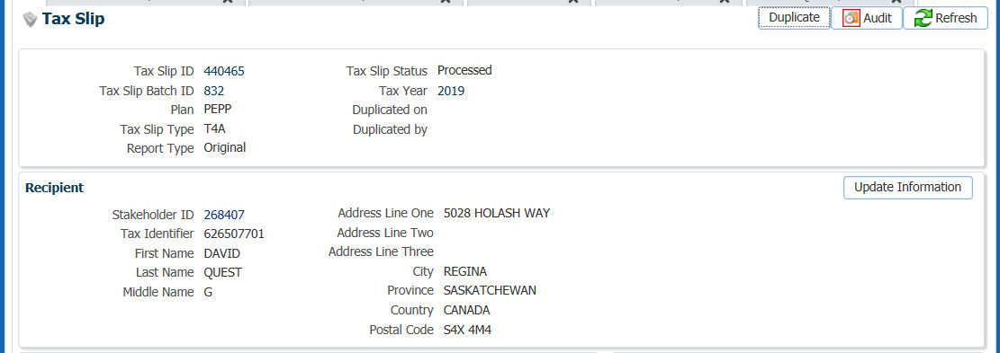 Tax Slip
Duplicate Audit Refresh
Tax Slip ID 440465 Tax Slip Status Processed
Tax Slip Batch ID 832 Tax Year 2019
Plan PEPP Duplicated on
Tax Slip Type T4A Duplicated by
Report Type Original
Recipient Update Information
Stakeholder ID 268407 Address Line One 5028 HOLASH WAY
Tax Identifier 626507701 Address Line Two
First Name DAVID Address Line Three
Last Name QUEST City REGINA
Middle Name G Province SASKATCHEWAN
Country CANADA
Postal Code S4X 4M4